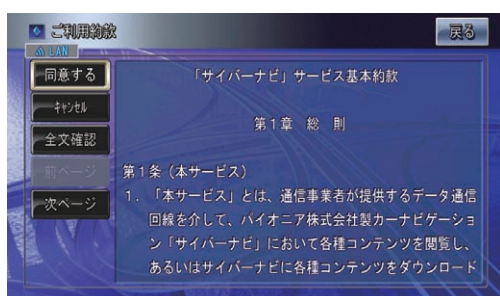 ご利用約款
戻る
LAN
同意する
キャンセル
全文確認
前ページ
次ページ
「サイバーナビ」サービス基本約款
第1章 総 則
第1条(本サービス)
1.「本サービス」とは、通信事業者が提供するデータ通信
回線を介して、パイオニア株式会社製カーナビゲーショ
ン「サイバーナビ」において各種コンテンツを閲覧し、
あるいはサイバーナビに各種コンテンツをダウンロード